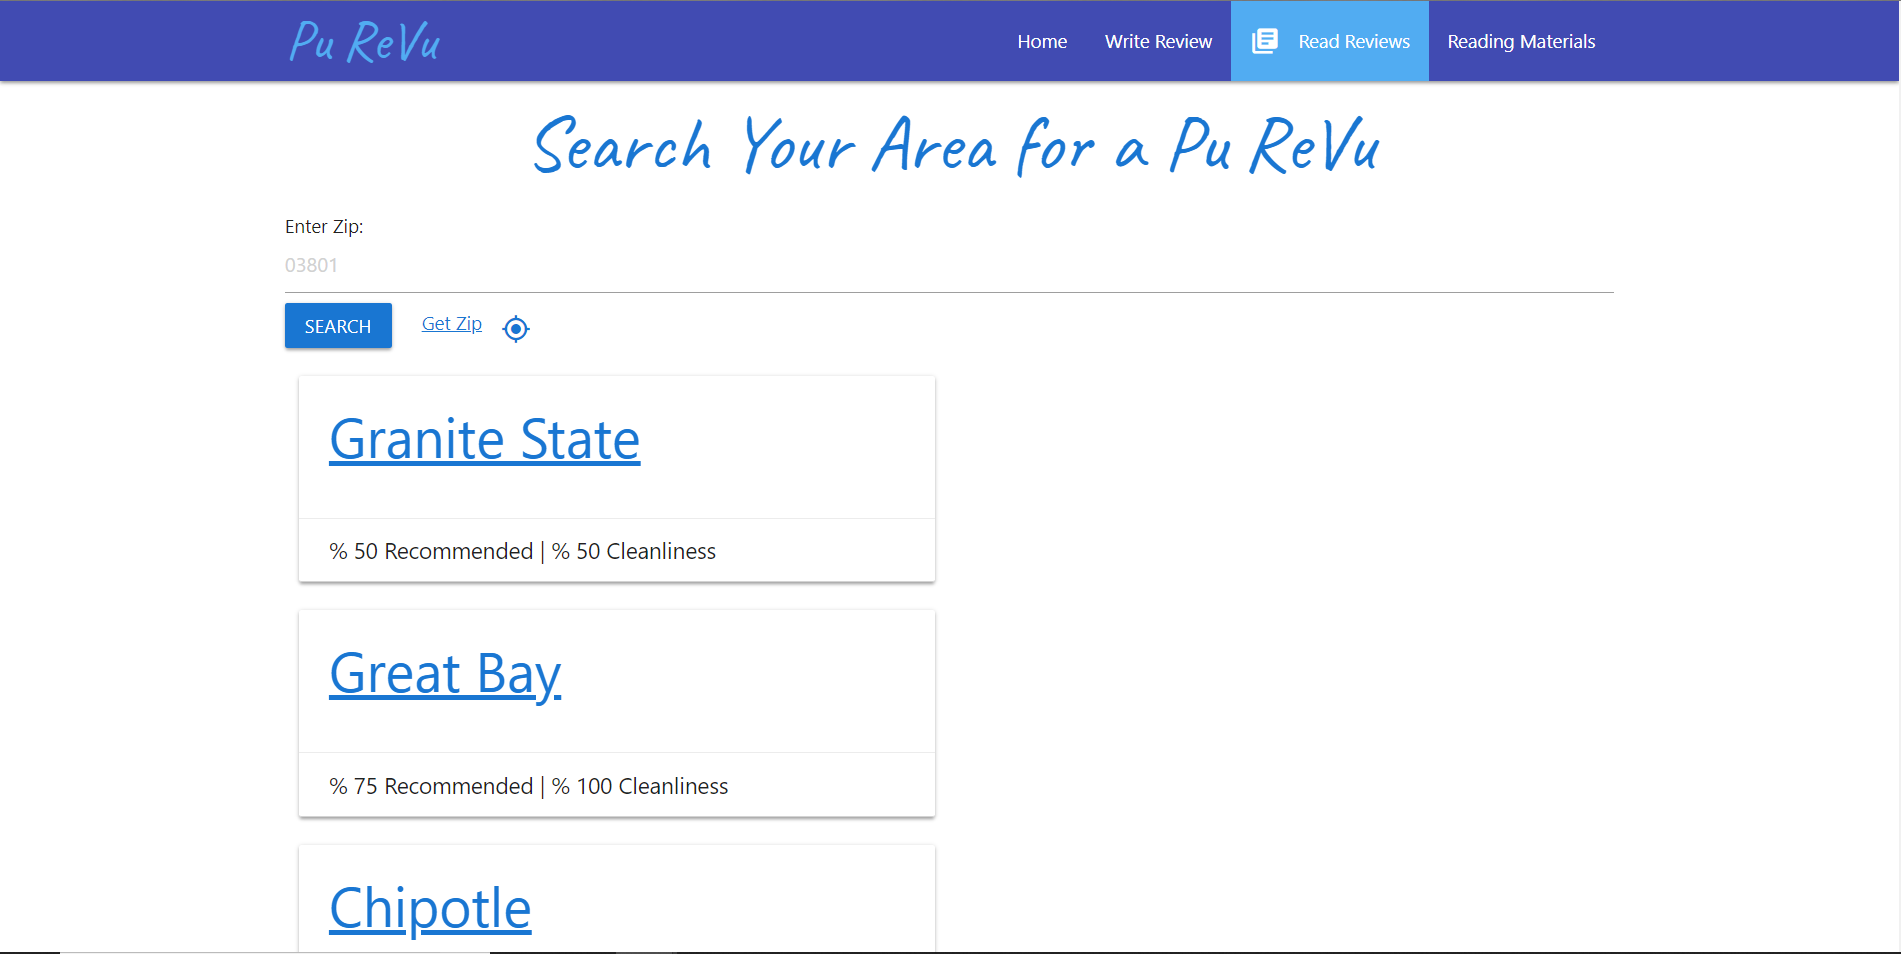 Pu ReVu
Home Write Review Read Reviews Reading Materials
Search Your Area for a Pu ReVu
Enter Zip:
03801
SEARCH Get Zip
Granite State
% 50 Recommended | % 50 Cleanliness
Great Bay
% 75 Recommended | % 100 Cleanliness
Chipotle